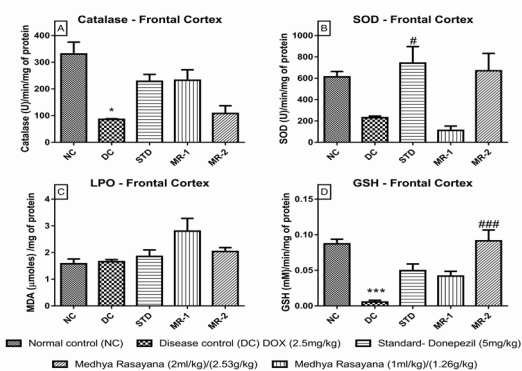 A
Catalase - Frontal Cortex
Catalase (U)/min/mg of protein
400
300
200
100
0
*
NC
DC
STD
MR-1
MR-2
B
SOD - Frontal Cortex
SOD (U)/min/mg of protein
1000
800
600
400
200
0
#
NC
DC
STD
MR-1
MR-2
C
LPO - Frontal Cortex
MDA (µmoles) /mg of protein
4
3
2
1
0
NC
DC
STD
MR-1
MR-2
D
GSH - Frontal Cortex
GSH (mM)/min/mg of protein
0.15
0.10
0.05
0.00
***
###
NC
DC
STD
MR-1
MR-2
Normal control (NC) Disease control (DC) DOX (2.5mg/kg) Standard- Donepezil (5mg/kg)
Medhya Rasayana (2ml/kg)/(2.53g/kg) Medhya Rasayana (1ml/kg)/(1.26g/kg)